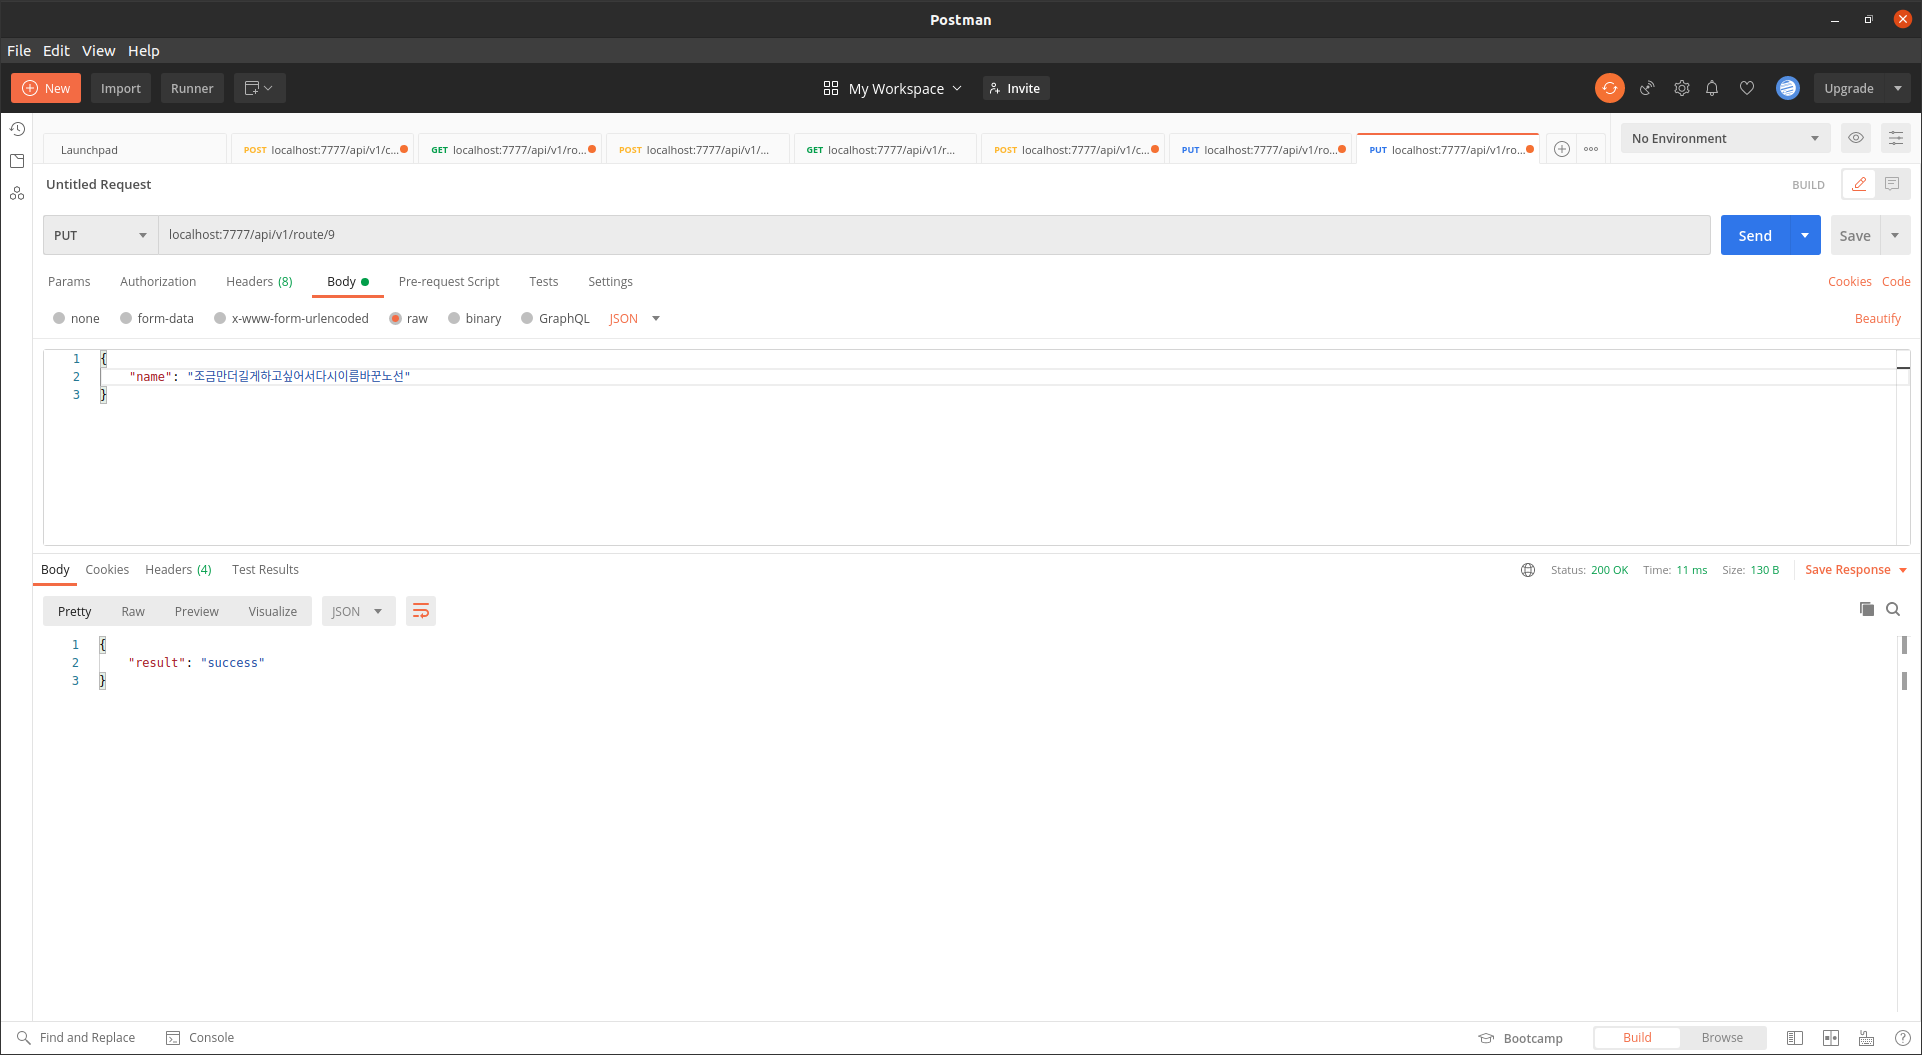 Postman
File Edit View Help
New Import Runner My Workspace Invite Upgrade
Launchpad POST localhost:7777/api/v1/c... GET localhost:7777/api/v1/ro... POST localhost:7777/api/v1/... GET localhost:7777/api/v1/r... POST localhost:7777/api/v1/c... PUT localhost:7777/api/v1/ro... PUT localhost:7777/api/v1/ro... No Environment
Untitled Request BUILD
PUT localhost:7777/api/v1/route/9 Send Save
Params Authorization Headers (8) Body Pre-request Script Tests Settings Cookies Code
none form-data x-www-form-urlencoded raw binary GraphQL JSON Beautify
1 {
2 "name": "조금만더길게하고싶어서다시이름바꾼노선"
3 }
Body Cookies Headers (4) Test Results Status: 200 OK Time: 11 ms Size: 130 B Save Response
Pretty Raw Preview Visualize JSON
1 {
2 "result": "success"
3 }
Find and Replace Console Bootcamp Build Browse